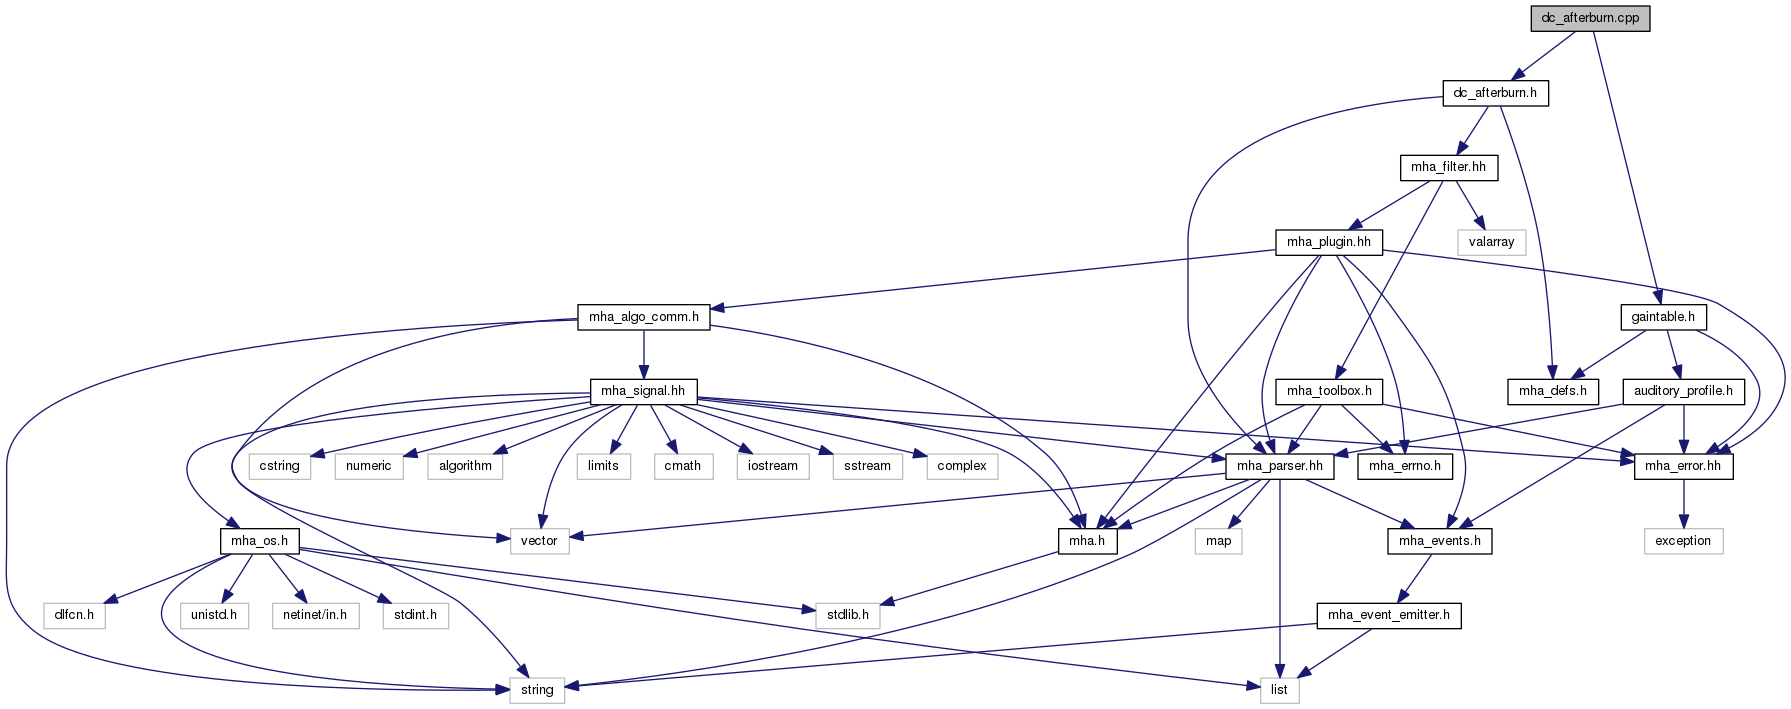 dc_afterburn.cpp
dc_afterburn.h
mha_filter.hh
mha_plugin.hh
valarray
mha_algo_comm.h
gaintable.h
mha_signal.hh
mha_toolbox.h
mha_defs.h
auditory_profile.h
cstring
numeric
algorithm
limits
cmath
iostream
sstream
complex
mha_parser.hh
mha_errno.h
mha_error.hh
mha_os.h
vector
mha.h
map
mha_events.h
exception
dlfcn.h
unistd.h
netinet/in.h
stdint.h
stdlib.h
mha_event_emitter.h
string
list